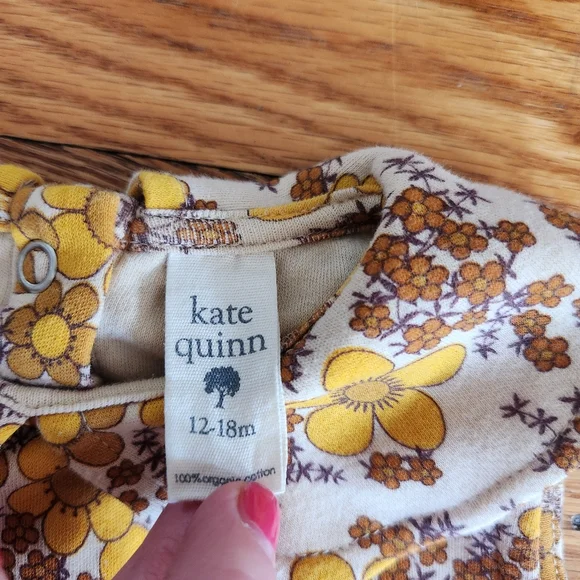 kate
quinn
12-18m
100% organic cotton